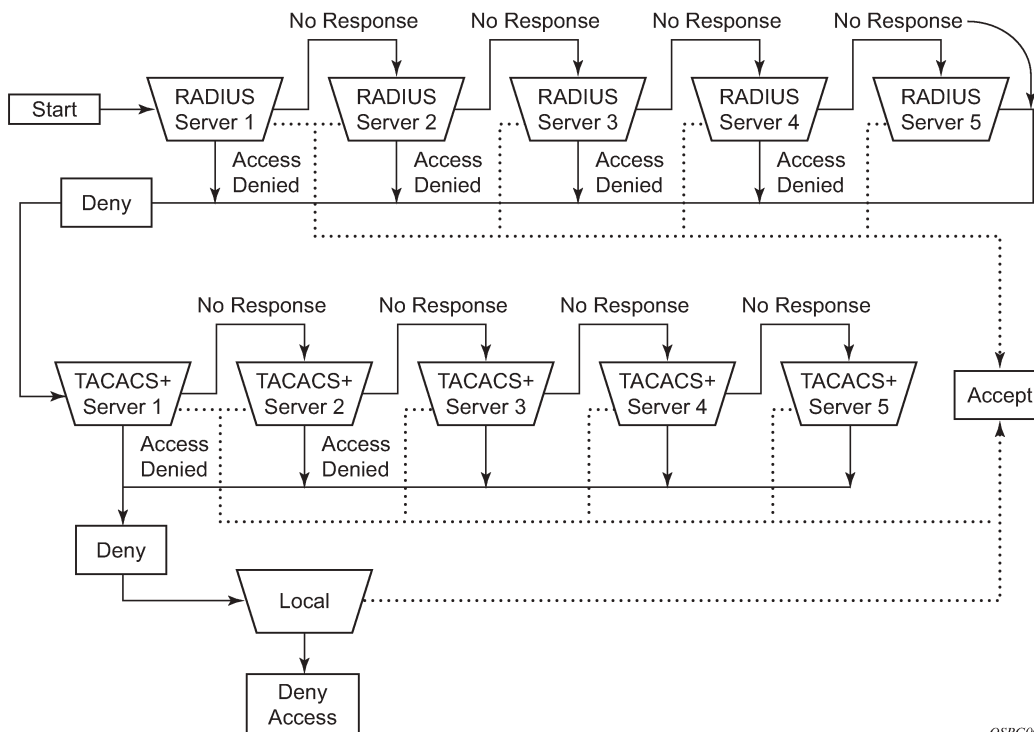 No Response
No Response
No Response
No Response
No Response
Start
RADIUS
Server 1
RADIUS
Server 2
RADIUS
Server 3
RADIUS
Server 4
RADIUS
Server 5
Access
Denied
Access
Denied
Access
Denied
Access
Denied
Deny
No Response
No Response
No Response
No Response
TACACS+
Server 1
TACACS+
Server 2
TACACS+
Server 3
TACACS+
Server 4
TACACS+
Server 5
Accept
Access
Denied
Access
Denied
Deny
Local
Deny
Access